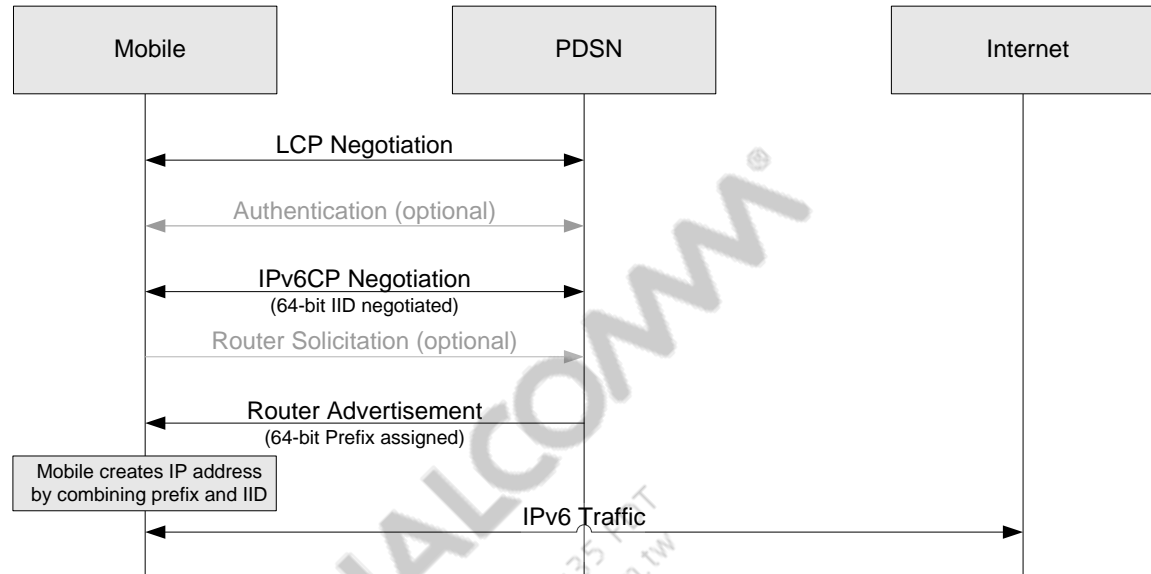 Mobile
PDSN
Internet
LCP Negotiation
Authentication (optional)
IPv6CP Negotiation
(64-bit IID negotiated)
Router Solicitation (optional)
Router Advertisement
(64-bit Prefix assigned)
Mobile creates IP address
by combining prefix and IID
IPv6 Traffic
ALCOMM®